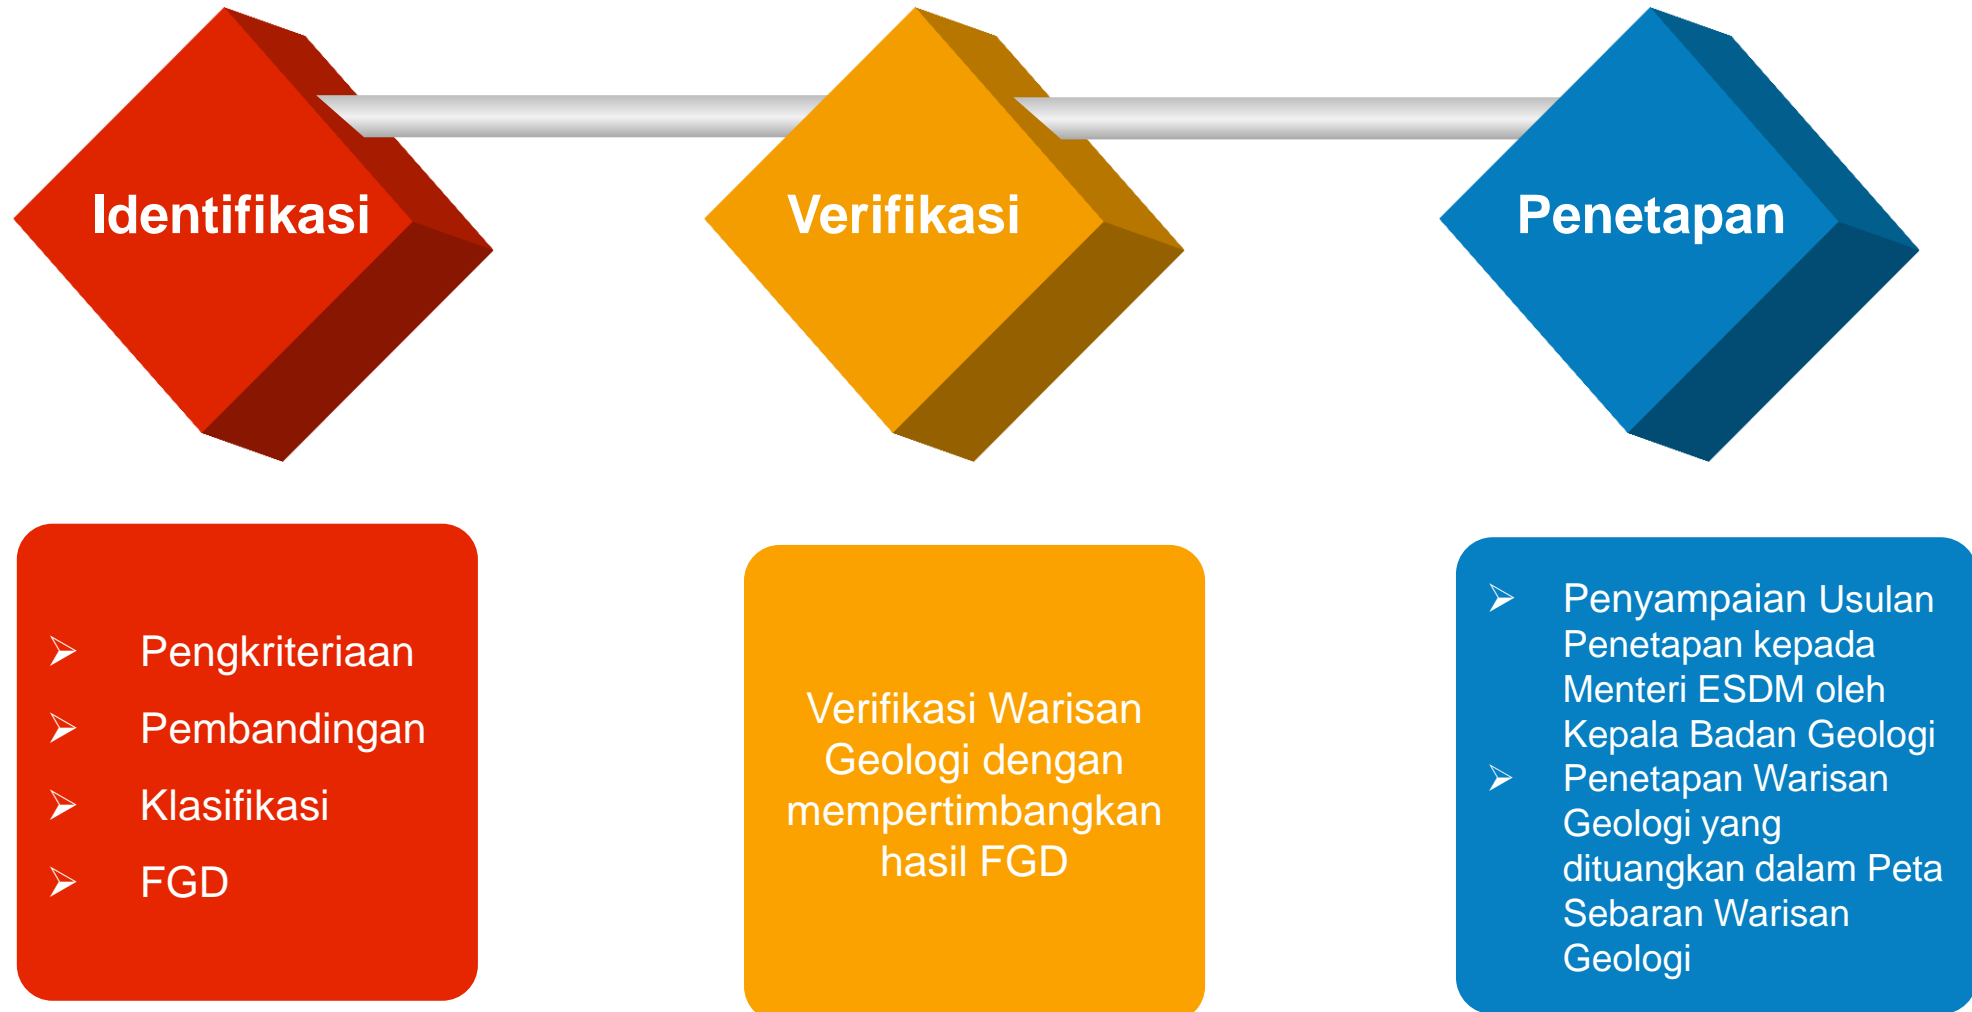 Identifikasi
Verifikasi
Penetapan
➢ Pengkriteriaan
➢ Pembandingan
➢ Klasifikasi
➢ FGD
Verifikasi Warisan
Geologi dengan
mempertimbangkan
hasil FGD
➢ Penyampaian Usulan
Penetapan kepada
Menteri ESDM oleh
Kepala Badan Geologi
➢ Penetapan Warisan
Geologi yang
dituangkan dalam Peta
Sebaran Warisan
Geologi